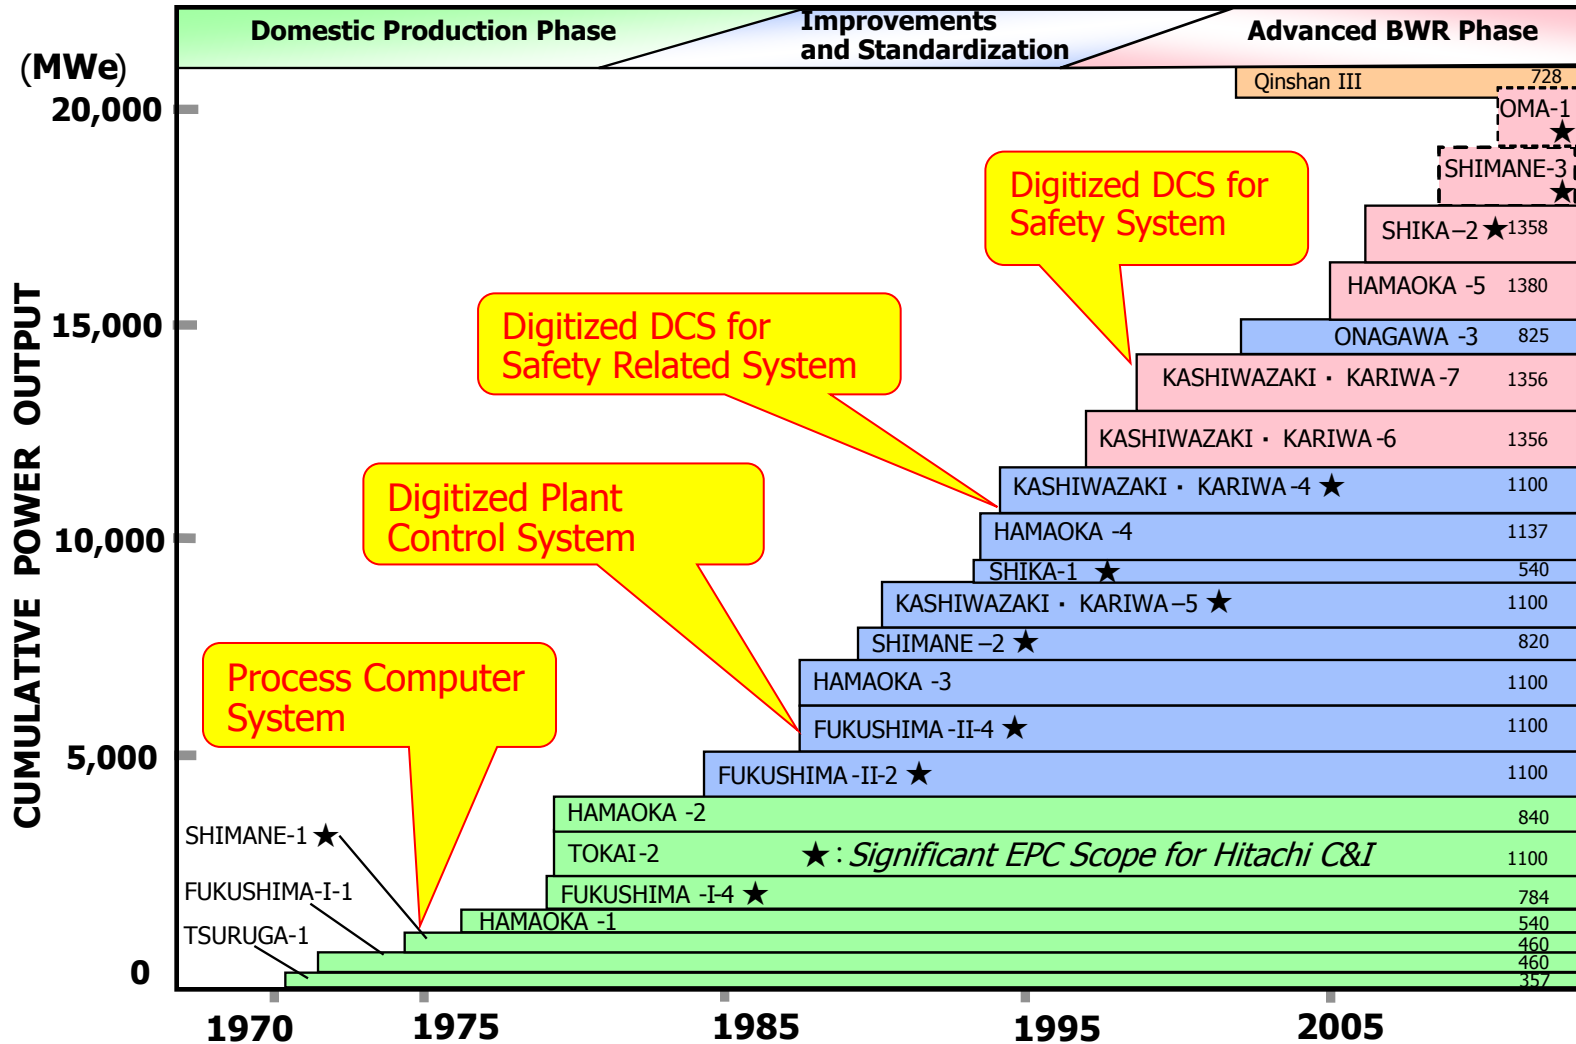 Domestic Production Phase
Improvements
and Standardization
Advanced BWR Phase
(MWe)
CUMULATIVE POWER OUTPUT
20,000
15,000
10,000
5,000
0
Qinshan III 728
OMA-1
★
SHIMANE-3
★
SHIKA–2 ★ 1358
HAMAOKA -5 1380
ONAGAWA -3 825
KASHIWAZAKI・KARIWA-7 1356
KASHIWAZAKI・KARIWA-6 1356
KASHIWAZAKI・KARIWA-4 ★ 1100
HAMAOKA -4 1137
SHIKA-1 ★ 540
KASHIWAZAKI・KARIWA–5 ★ 1100
SHIMANE –2 ★ 820
HAMAOKA -3 1100
FUKUSHIMA -II-4 ★ 1100
FUKUSHIMA -II-2 ★ 1100
HAMAOKA -2 840
TOKAI-2 1100
★ : Significant EPC Scope for Hitachi C&I
FUKUSHIMA -I-4 ★ 784
HAMAOKA -1 540
SHIMANE-1 ★ 460
FUKUSHIMA-I-1 460
TSURUGA-1 357
Digitized DCS for
Safety System
Digitized DCS for
Safety Related System
Digitized Plant
Control System
Process Computer
System
1970
1975
1985
1995
2005